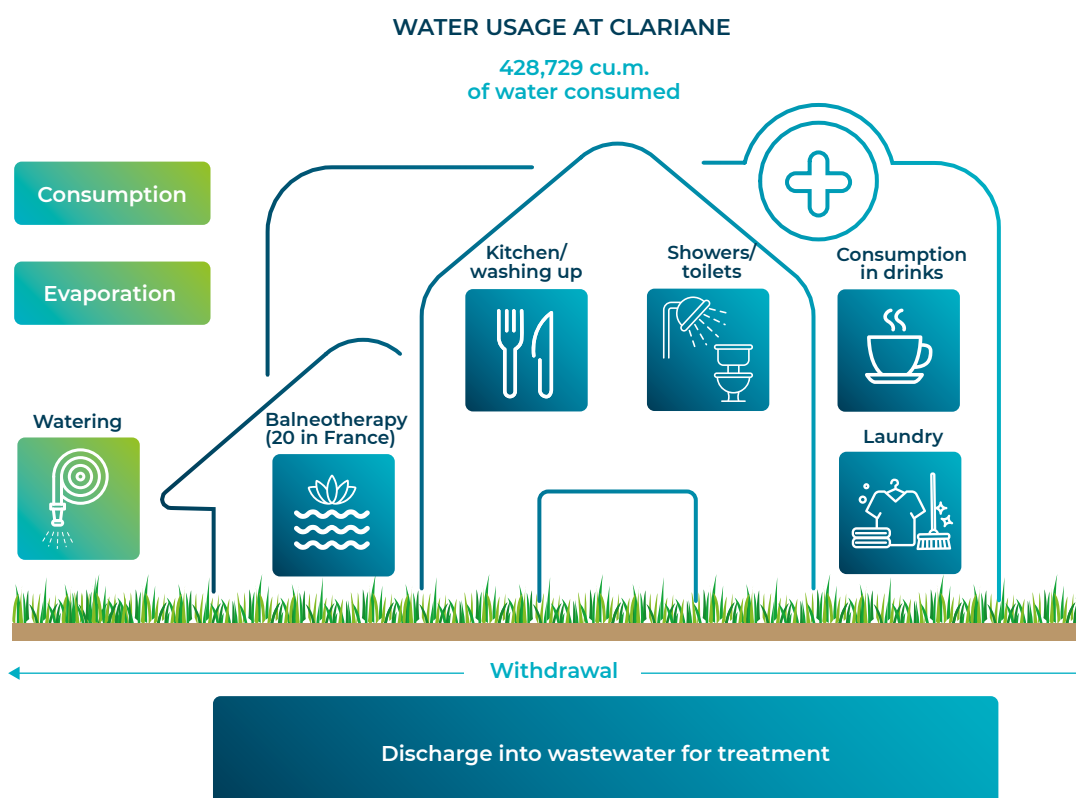 WATER USAGE AT CLARIANE
428,729 cu.m.
of water consumed
Consumption
Evaporation
Kitchen/
washing up
Showers/
toilets
Consumption
in drinks
Watering
Balneotherapy
(20 in France)
Laundry
Withdrawal
Discharge into wastewater for treatment